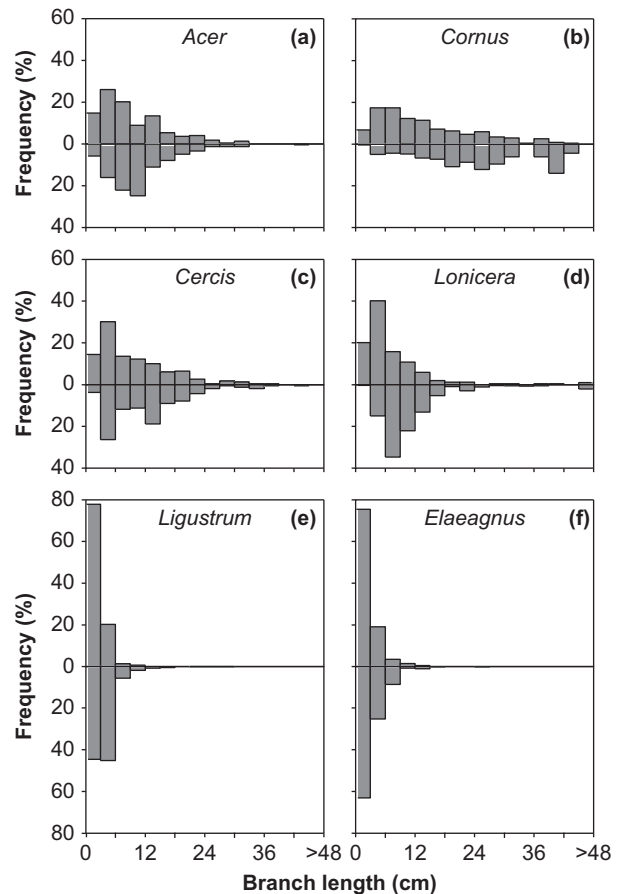 60
Acer (a)
Cornus (b)
40
20
0
20
40
Frequency (%)
60
Cercis (c)
Lonicera (d)
40
20
0
20
40
Frequency (%)
80
Ligustrum (e)
Elaeagnus (f)
60
40
20
0
20
40
60
80
Frequency (%)
0 12 24 36 >48
0 12 24 36 >48
Branch length (cm)